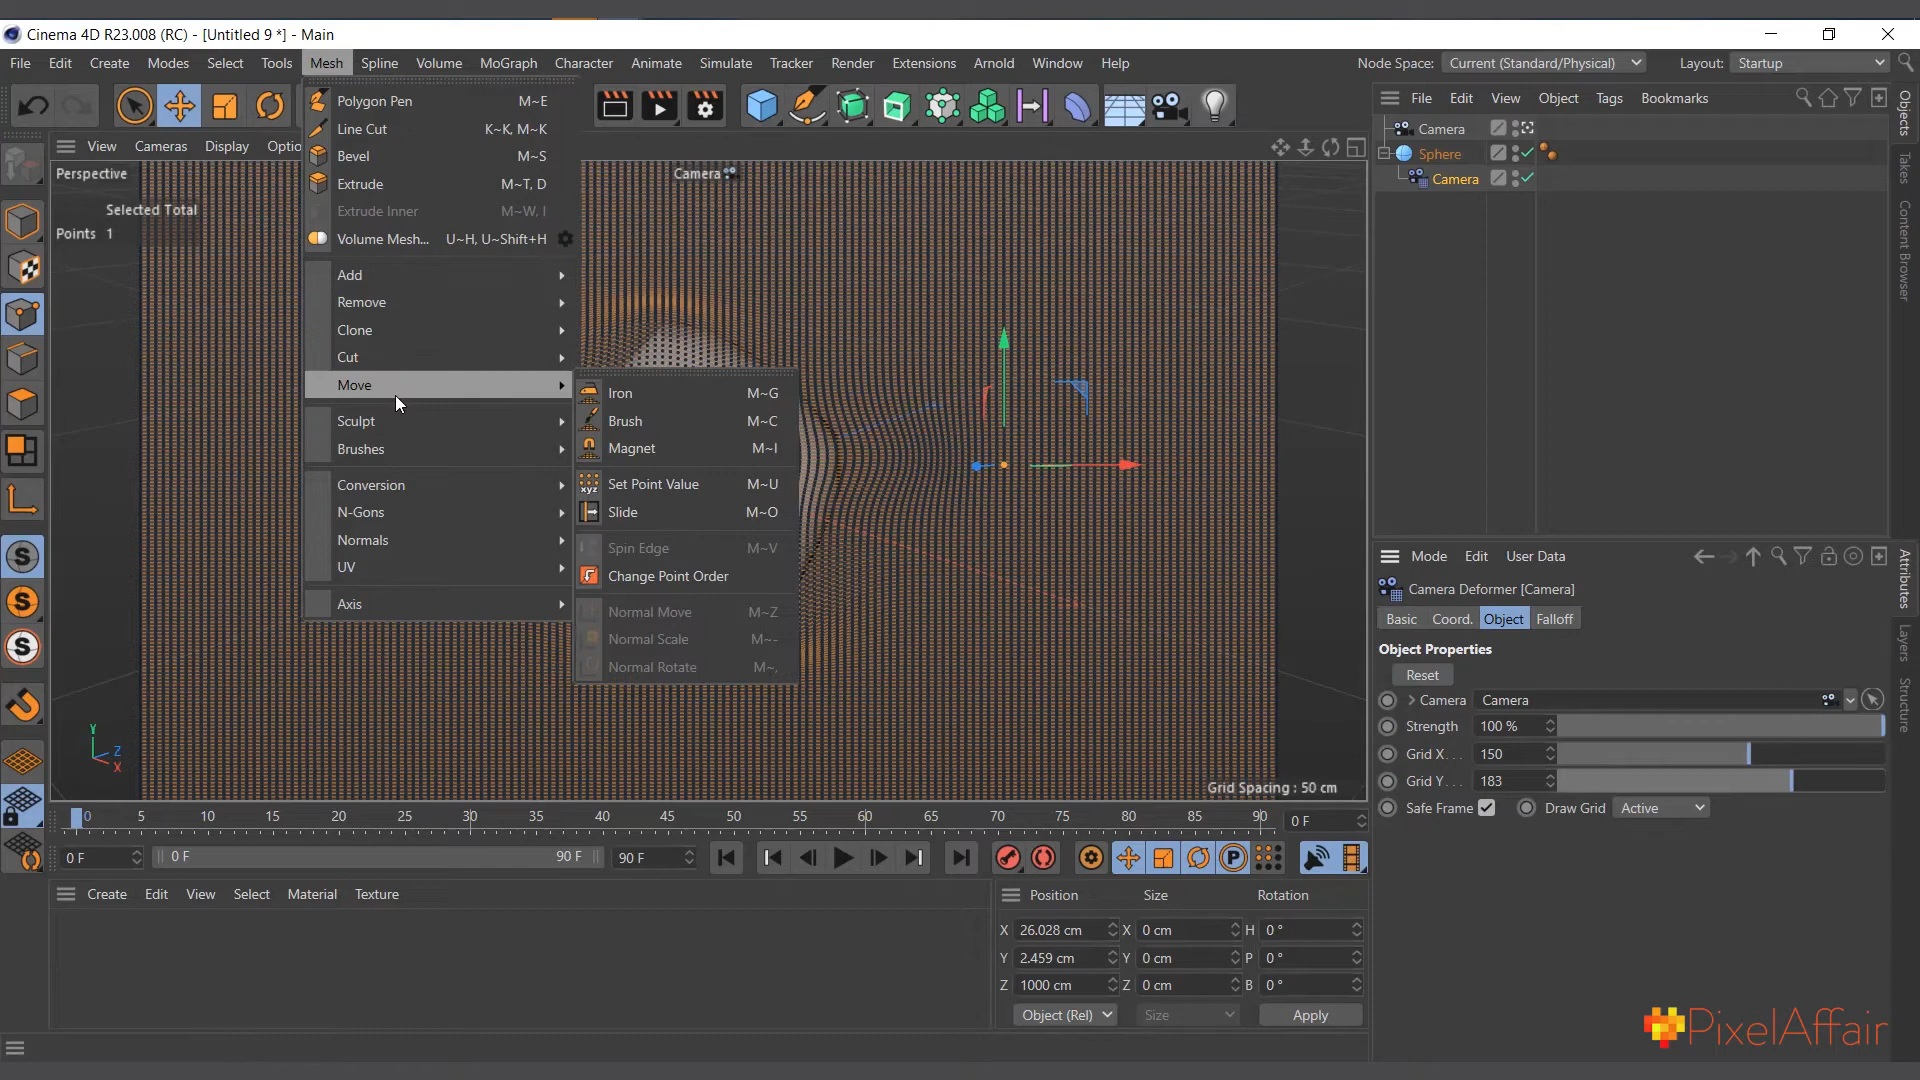 Cinema 4D R23.008 (RC) - [Untitled 9 *] - Main
File Edit Create Modes Select Tools Mesh Spline Volume MoGraph Character Animate Simulate Tracker Render Extensions Arnold Window Help
Node Space: Current (Standard/Physical) Layout: Startup
File Edit View Object Tags Bookmarks
Camera
Sphere
Camera
Objects
Takes
Content Browser
View Cameras Display Optio
Perspective
Camera
Selected Total
Points 1
Polygon Pen M~E
Line Cut K~K, M~K
Bevel M~S
Extrude M~T, D
Extrude Inner M~W, I
Volume Mesh... U~H, U~Shift+H
Add
Remove
Clone
Cut
Move
Sculpt
Brushes
Conversion
N-Gons
Normals
UV
Axis
Iron M~G
Brush M~C
Magnet M~I
Set Point Value M~U
xyz
Slide M~O
Spin Edge M~V
Change Point Order
Normal Move M~Z
Normal Scale M~-
Normal Rotate M~,
S
S
S
Y
Z
X
Grid Spacing : 50 cm
Mode Edit User Data
Camera Deformer [Camera]
Basic Coord. Object Falloff
Object Properties
Reset
Camera Camera
Strength 100 %
Grid X . . . 150
Grid Y . . . 183
Safe Frame Draw Grid Active
Attributes
Layers
Structure
0 5 10 15 20 25 30 35 40 45 50 55 60 65 70 75 80 85 90 0 F
0 F 0 F 90 F 90 F
P
Create Edit View Select Material Texture
Position Size Rotation
X 26.028 cm X 0 cm H 0 °
Y 2.459 cm Y 0 cm P 0 °
Z 1000 cm Z 0 cm B 0 °
Object (Rel) Size Apply
PixelAffair